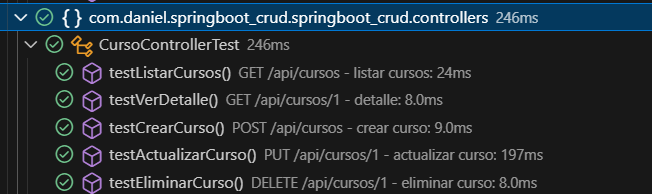 { } com.daniel.springboot_crud.springboot_crud.controllers 246ms
CursoControllerTest 246ms
testListarCursos() GET /api/cursos - listar cursos: 24ms
testVerDetalle() GET /api/cursos/1 - detalle: 8.0ms
testCrearCurso() POST /api/cursos - crear curso: 9.0ms
testActualizarCurso() PUT /api/cursos/1 - actualizar curso: 197ms
testEliminarCurso() DELETE /api/cursos/1 - eliminar curso: 8.0ms